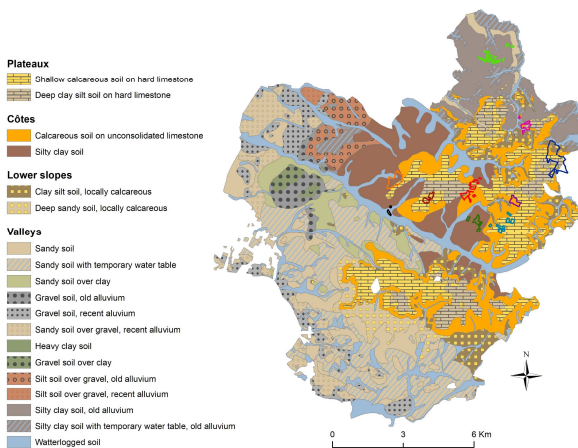 Plateaux
Shallow calcareous soil on hard limestone
Deep clay silt soil on hard limestone
Côtes
Calcareous soil on unconsolidated limestone
Silty clay soil
Lower slopes
Clay silt soil, locally calcareous
Deep sandy soil, locally calcareous
Valleys
Sandy soil
Sandy soil with temporary water table
Sandy soil over clay
Gravel soil, old alluvium
Gravel soil, recent aluvium
Sandy soil over gravel, recent alluvium
Heavy clay soil
Gravel soil over clay
Silt soil over gravel, old alluvium
Silt soil over gravel, recent alluvium
Silty clay soil, old alluvium
Silty clay soil with temporary water table, old alluvium
Watterlogged soil
N
0 3 6 Km